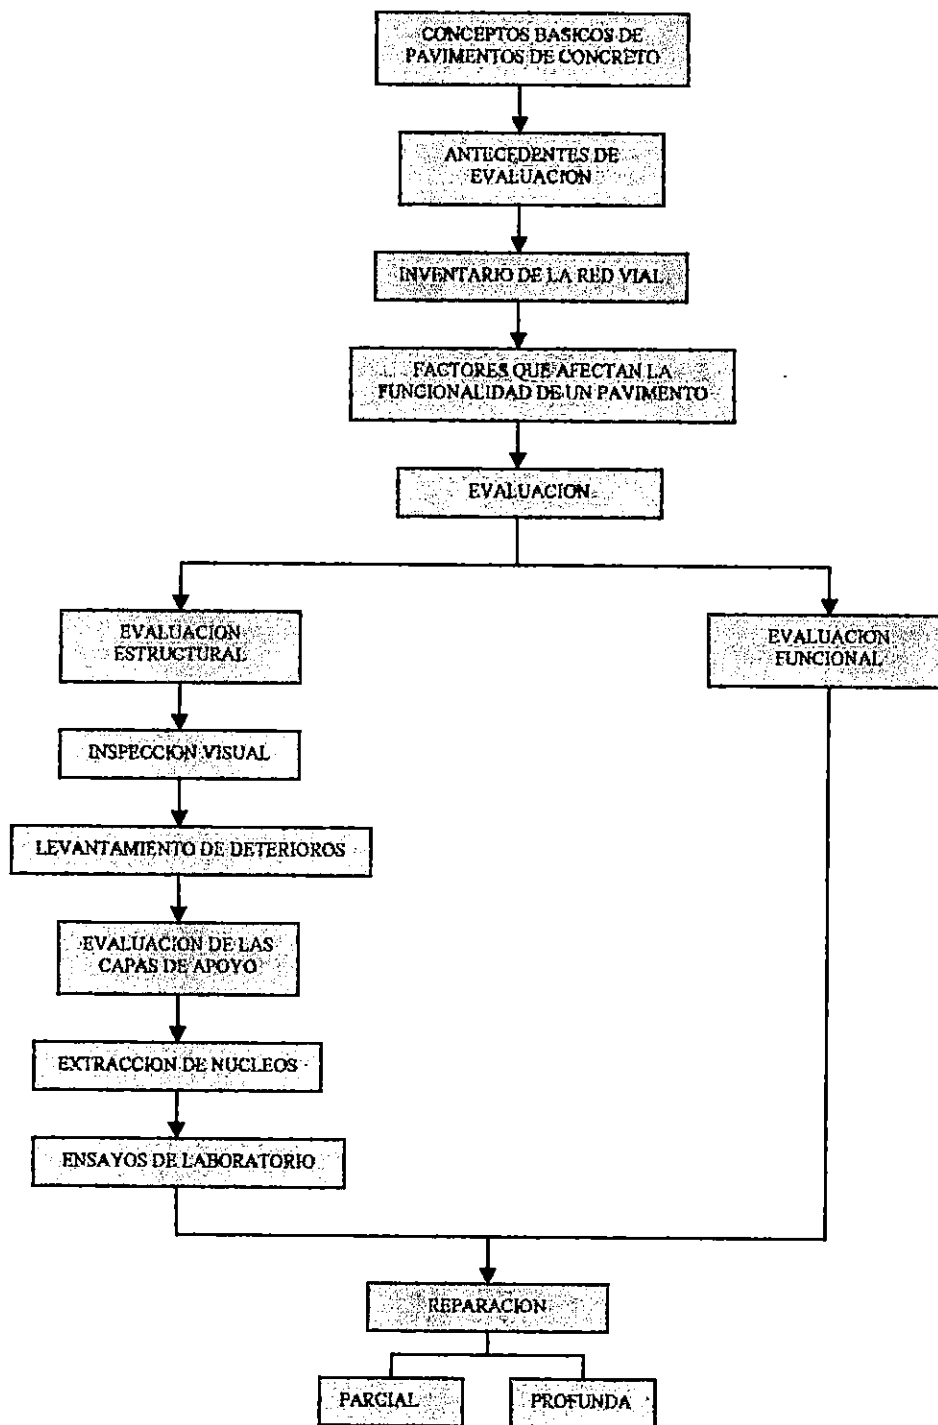 CONCEPTOS BASICOS DE
PAVIMENTOS DE CONCRETO
ANTECEDENTES DE
EVALUACION
INVENTARIO DE LA RED VIAL
FACTORES QUE AFECTAN LA
FUNCIONALIDAD DE UN PAVIMENTO
EVALUACION
EVALUACION
ESTRUCTURAL
EVALUACION
FUNCIONAL
INSPECCION VISUAL
LEVANTAMIENTO DE DETERIOROS
EVALUACION DE LAS
CAPAS DE APOYO
EXTRACCION DE NUCLEOS
ENSAYOS DE LABORATORIO
REPARACION
PARCIAL
PROFUNDA